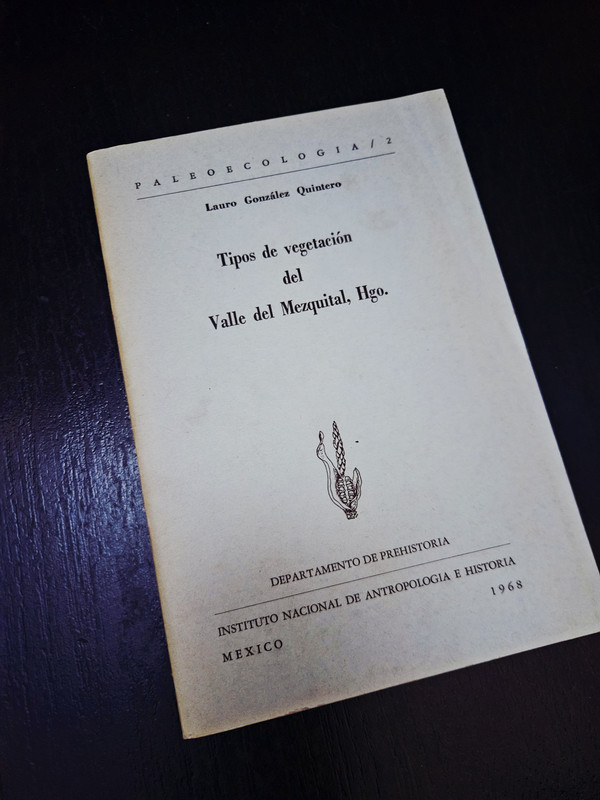 PALEOECOLOGIA / 2
Lauro González Quintero
Tipos de vegetación
del
Valle del Mezquital, Hgo.
DEPARTAMENTO DE PREHISTORIA
INSTITUTO NACIONAL DE ANTROPOLOGIA E HISTORIA
MEXICO 1968